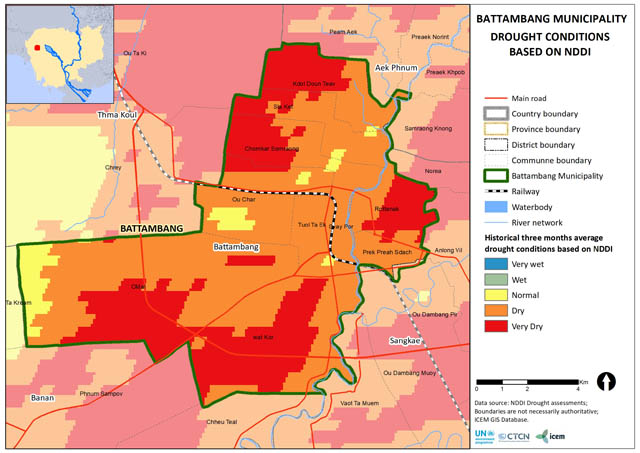 BATTAMBANG MUNICIPALITY
DROUGHT CONDITIONS
BASED ON NDDI
Main road
Country boundary
Province boundary
District boundary
Communne boundary
Battambang Municipality
Railway
Waterbody
River network
Historical three months average
drought conditions based on NDDI
Very wet
Wet
Normal
Dry
Very Dry
0
2
4
Km
Data source: NDDI Drought assessments;
Boundaries are not necessarily authoritative;
ICEM GIS Database.
UN
CTCN
icem
Peam Aek
Preaek Norint
Ou Ta Ki
Aek Phnum
Preaek Khpob
Kdol Doun Teav
Sla Kaet
Thma Koul
Samraong Knong
Chomkar Samraong
Chrey
Norea
Ou Char
Rottanak
BATTAMBANG
Tuol Ta Ek
Svay Por
Battambang
Prek Preah Sdach
Anlong Vil
Ta Kream
OMal
Ou Dambang Pir
wat Kor
Sangkae
Ou Dambang Muoy
Banan
Phnum Sampov
Vaot Ta Muem
Chheu Teal